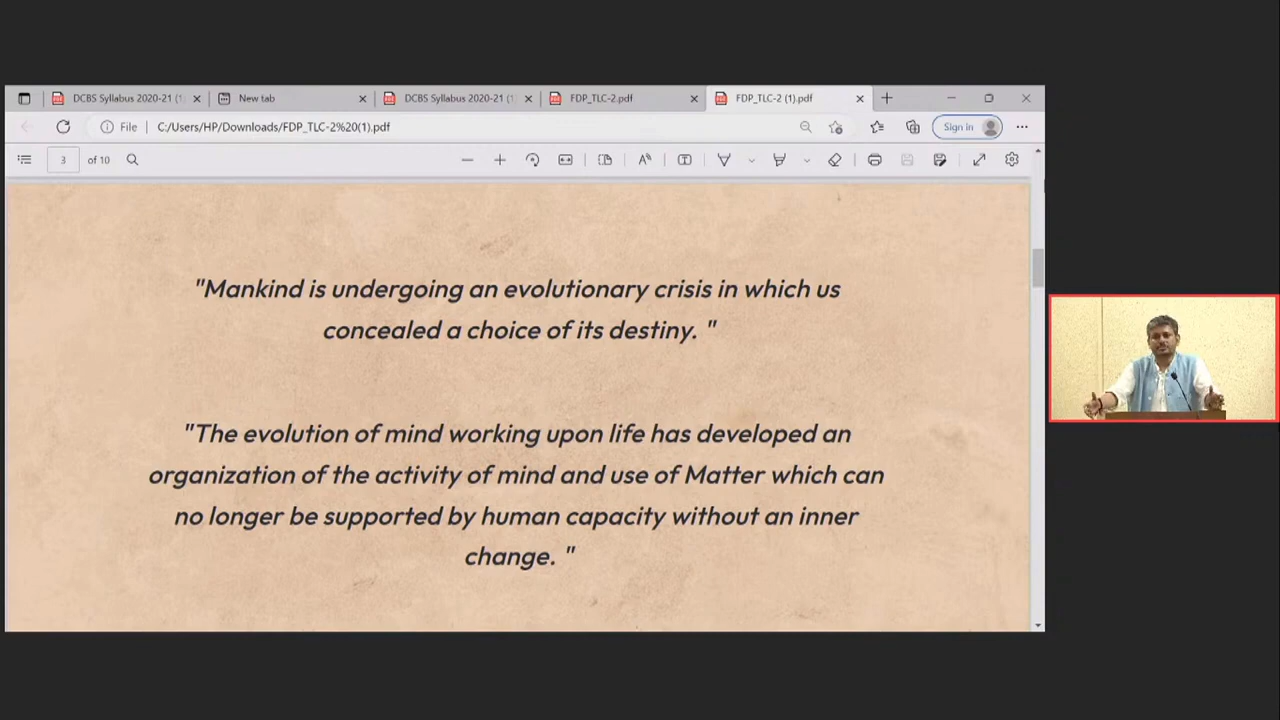 DCBS Syllabus 2020-21 (1)
New tab
DCBS Syllabus 2020-21 (1)
FDP_TLC-2.pdf
FDP_TLC-2 (1).pdf
File
C:/Users/HP/Downloads/FDP_TLC-2%20(1).pdf
Sign in
3 of 10
"Mankind is undergoing an evolutionary crisis in which us
concealed a choice of its destiny. "
"The evolution of mind working upon life has developed an
organization of the activity of mind and use of Matter which can
no longer be supported by human capacity without an inner
change. "